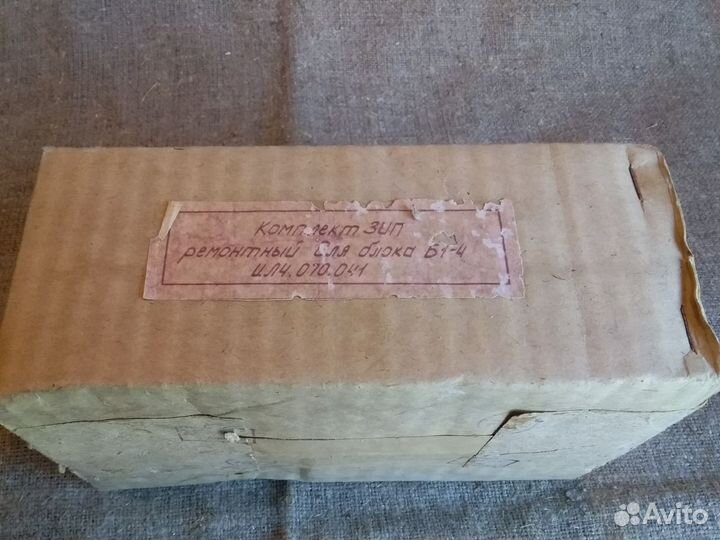 Комплект ЗИП
ремонтный для блока Б1-4
ИЛ4.070.041
Avito